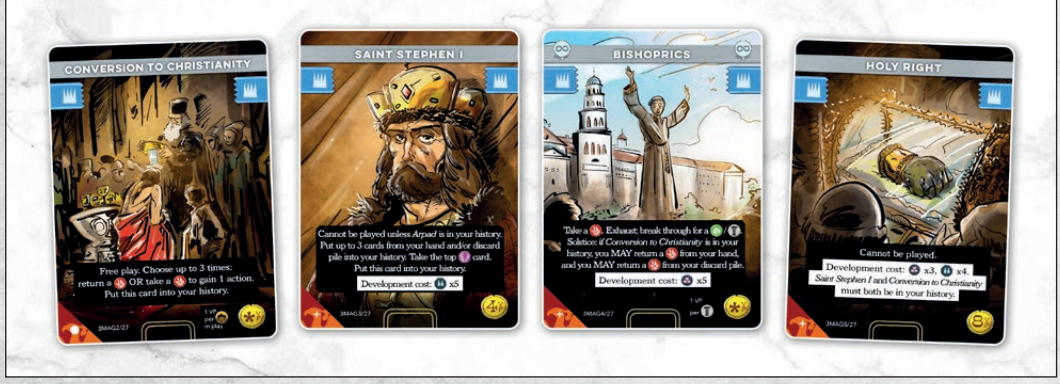 CONVERSION TO CHRISTIANITY
Free play. Choose up to 3 times:
return a OR take a to gain 1 action.
Put this card into your history.
3MAG2/27
1 VP
per
in play
*
SAINT STEPHEN I
Cannot be played unless Arpad is in your history.
Put up to 3 cards from your hand and/or discard
pile into your history. Take the top card.
Put this card into your history.
Development cost: x5
3MAG3/27
4
BISHOPRICS
Take a . Exhaust: break through for a /
Solstice: if Conversion to Christianity is in your
history, you MAY return a from your hand,
and you MAY return a from your discard pile.
Development cost: x5
3MAG4/27
1 VP
per
*
HOLY RIGHT
Cannot be played.
Development cost: x3, x4.
Saint Stephen I and Conversion to Christianity
must both be in your history.
3MAG5/27
8